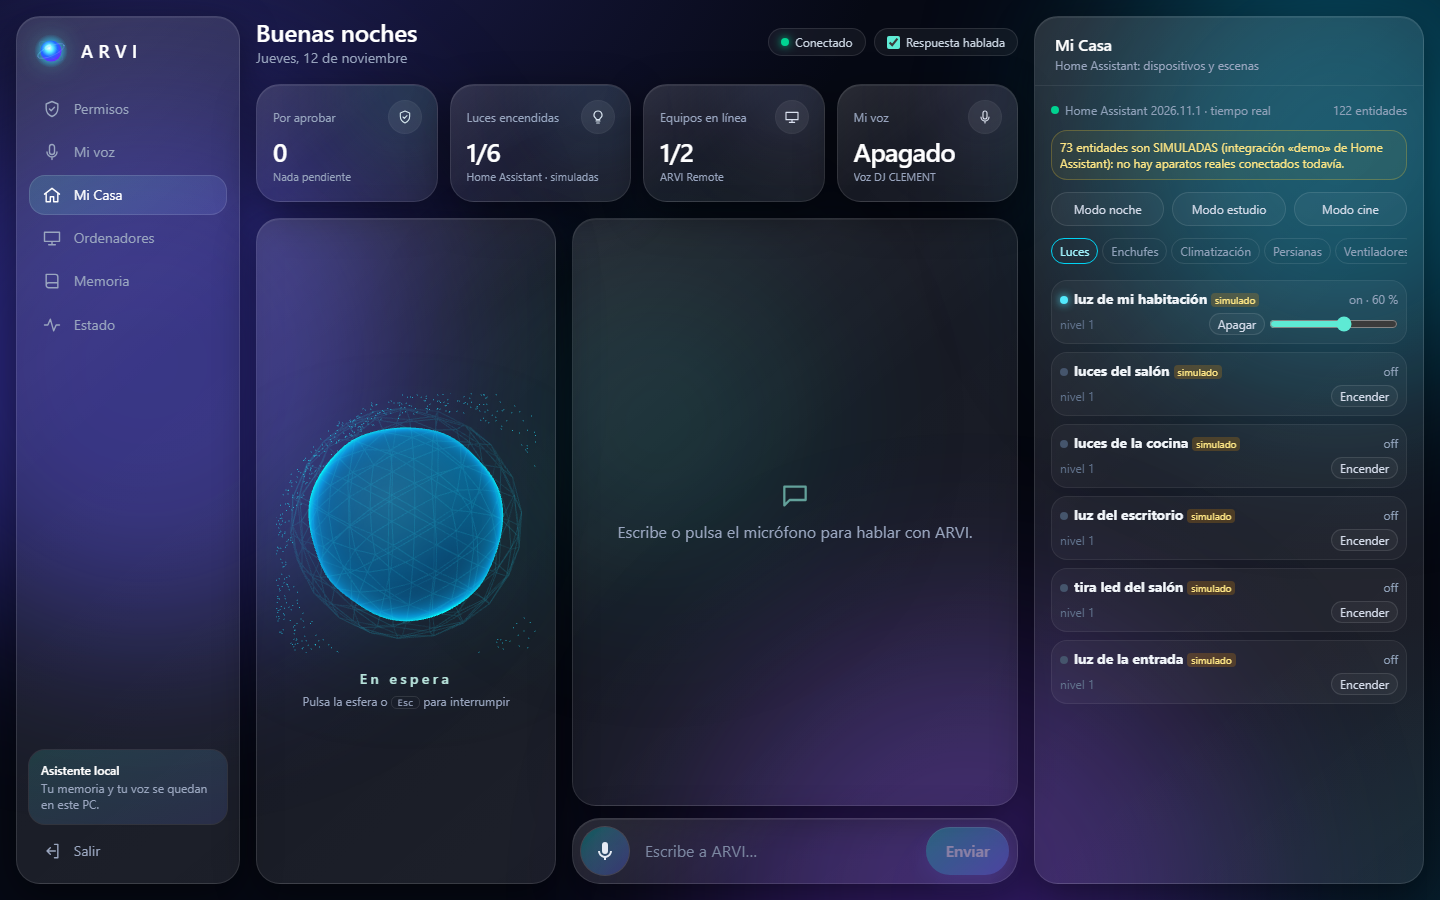 ARVI
Permisos
Mi voz
Mi Casa
Ordenadores
Memoria
Estado
Asistente local
Tu memoria y tu voz se quedan
en este PC.
Salir
Buenas noches
Jueves, 12 de noviembre
Conectado
Respuesta hablada
Por aprobar
0
Nada pendiente
Luces encendidas
1/6
Home Assistant · simuladas
Equipos en línea
1/2
ARVI Remote
Mi voz
Apagado
Voz DJ CLEMENT
En espera
Pulsa la esfera o Esc para interrumpir
Escribe o pulsa el micrófono para hablar con ARVI.
Escribe a ARVI...
Enviar
Mi Casa
Home Assistant: dispositivos y escenas
Home Assistant 2026.11.1 · tiempo real 122 entidades
73 entidades son SIMULADAS (integración «demo» de Home
Assistant): no hay aparatos reales conectados todavía.
Modo noche Modo estudio Modo cine
Luces Enchufes Climatización Persianas Ventiladores
luz de mi habitación simulado on · 60 %
nivel 1 Apagar
luces del salón simulado off
nivel 1 Encender
luces de la cocina simulado off
nivel 1 Encender
luz del escritorio simulado off
nivel 1 Encender
tira led del salón simulado off
nivel 1 Encender
luz de la entrada simulado off
nivel 1 Encender